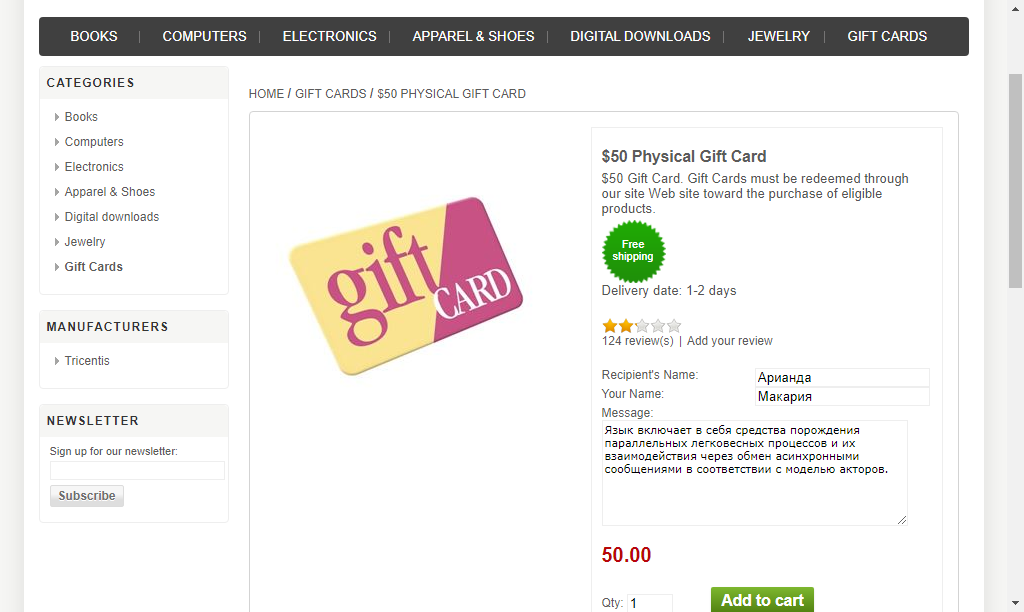 BOOKS | COMPUTERS | ELECTRONICS | APPAREL & SHOES | DIGITAL DOWNLOADS | JEWELRY | GIFT CARDS
CATEGORIES
Books
Computers
Electronics
Apparel & Shoes
Digital downloads
Jewelry
Gift Cards
MANUFACTURERS
Tricentis
NEWSLETTER
Sign up for our newsletter:
Subscribe
HOME / GIFT CARDS / $50 PHYSICAL GIFT CARD
gift
CARD
$50 Physical Gift Card
$50 Gift Card. Gift Cards must be redeemed through
our site Web site toward the purchase of eligible
products.
Free
shipping
Delivery date: 1-2 days
124 review(s) | Add your review
Recipient's Name: Арианда
Your Name: Макария
Message:
Язык включает в себя средства порождения
параллельных легковесных процессов и их
взаимодействия через обмен асинхронными
сообщениями в соответствии с моделью акторов.
50.00
Qty: 1 Add to cart